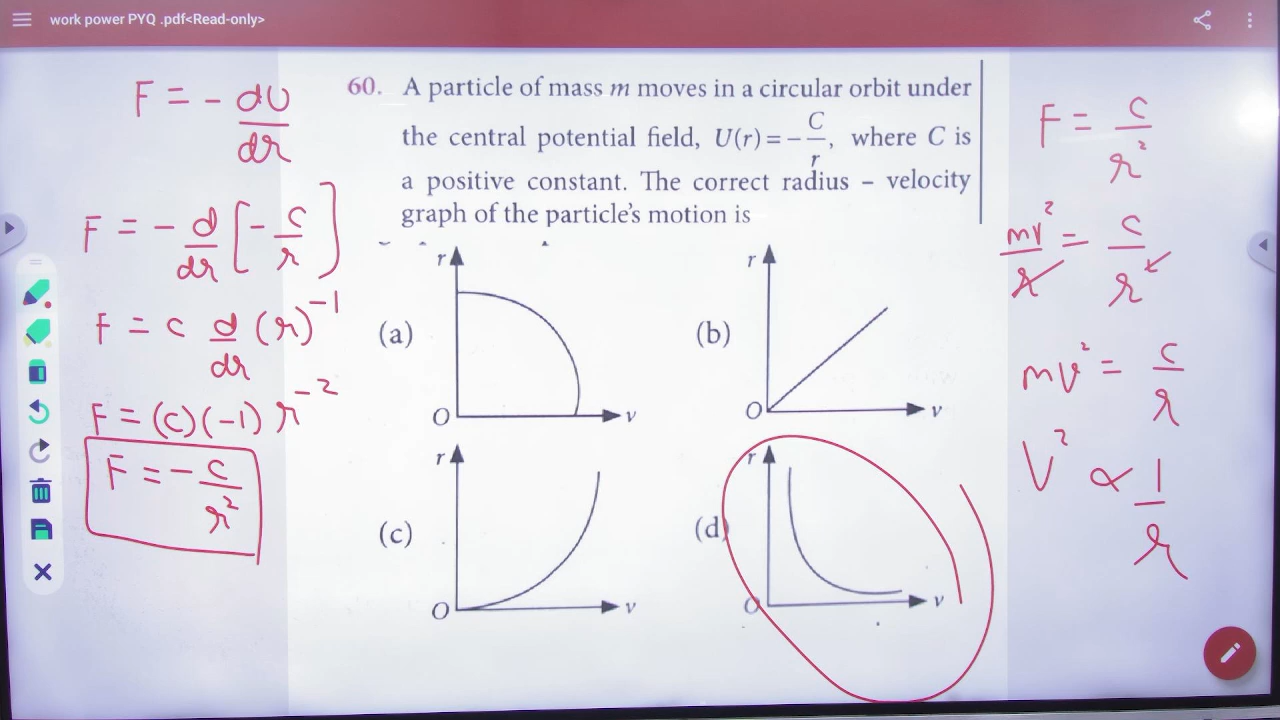 work power PYQ .pdf<Read-only>
F = - dU/dr
F = - d/dr [- c/r]
F = c d/dr (r)^-1
F = (c)(-1) r^-2
F = - c/r²
60. A particle of mass m moves in a circular orbit under
the central potential field, U(r) = - C/r, where C is
a positive constant. The correct radius – velocity
graph of the particle's motion is
(a) r O v
(b) r O v
(c) r O v
(d) r O v
F = c/r²
mv²/r = c/r²
mv² = c/r
V² ∝ 1/r